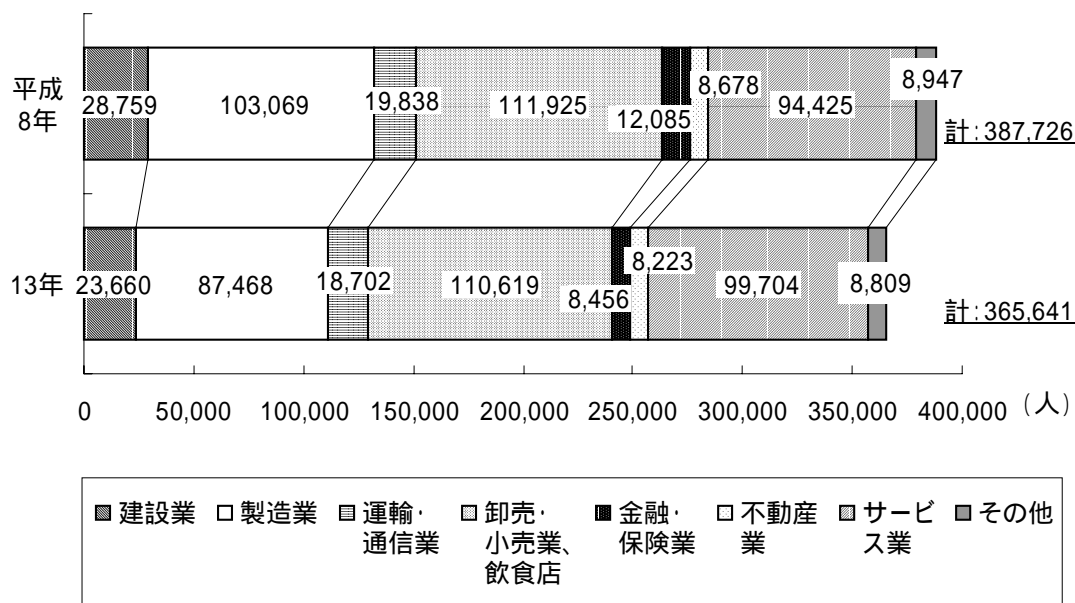 平成
8年
28,759
103,069
19,838
111,925
12,085
8,678
94,425
8,947
計:387,726
13年
23,660
87,468
18,702
110,619
8,456
8,223
99,704
8,809
計:365,641
0 50,000 100,000 150,000 200,000 250,000 300,000 350,000 400,000 (人)
建設業
製造業
運輸・
通信業
卸売・
小売業、
飲食店
金融・
保険業
不動産
業
サービ
ス業
その他